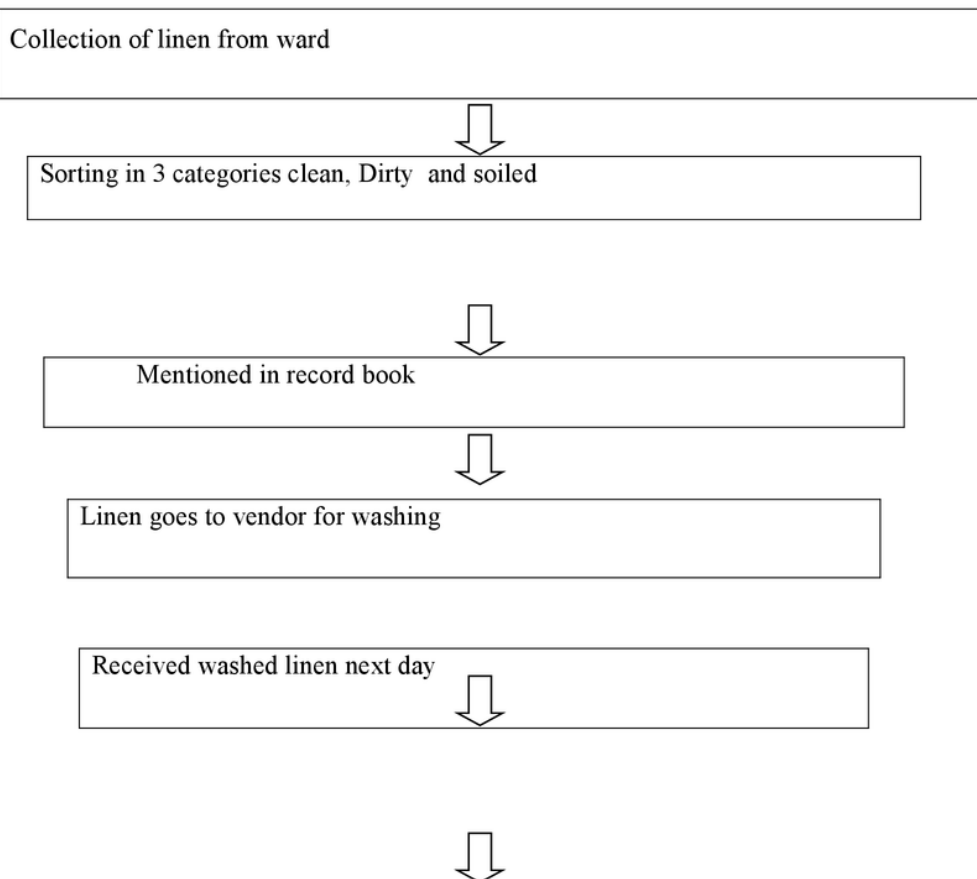 Collection of linen from ward
Sorting in 3 categories clean, Dirty and soiled
Mentioned in record book
Linen goes to vendor for washing
Received washed linen next day